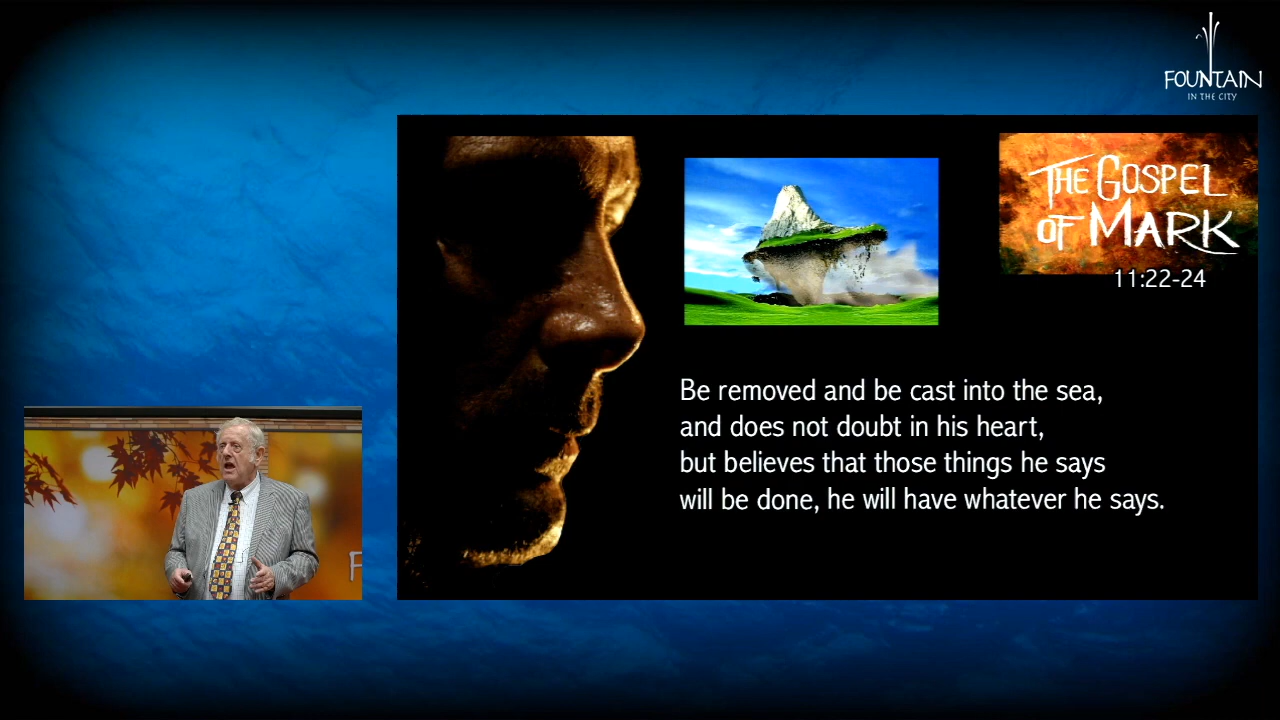 FOUNTAIN
IN THE CITY
THE GOSPEL
OF MARK
11:22-24
Be removed and be cast into the sea,
and does not doubt in his heart,
but believes that those things he says
will be done, he will have whatever he says.
F